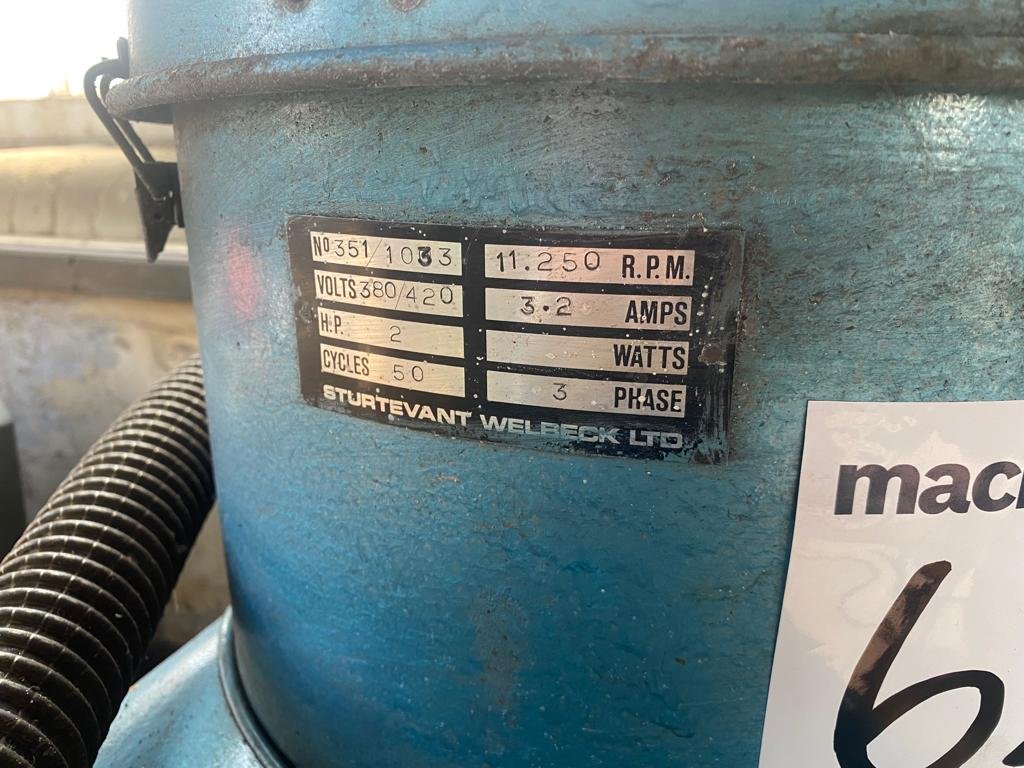 Nº 351/1033 11.250 R.P.M.
VOLTS 380/420 3.2 AMPS
H.P. 2 WATTS
CYCLES 50 3 PHASE
STURTEVANT WELBECK LTD
mac
6